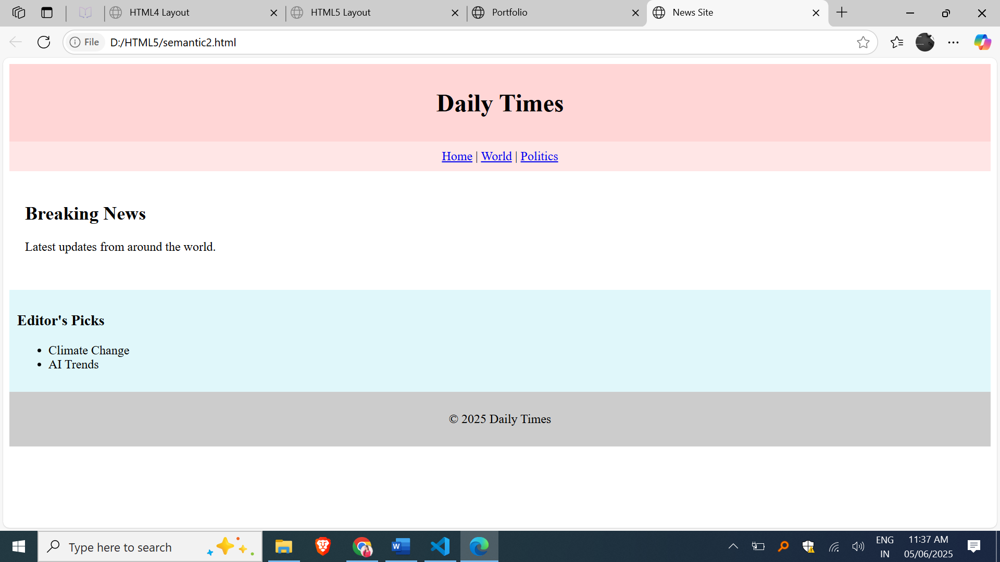 HTML4 Layout
HTML5 Layout
Portfolio
News Site
File D:/HTML5/semantic2.html
Daily Times
Home | World | Politics
Breaking News
Latest updates from around the world.
Editor's Picks
• Climate Change
• AI Trends
© 2025 Daily Times
Type here to search
ENG
IN
11:37 AM
05/06/2025